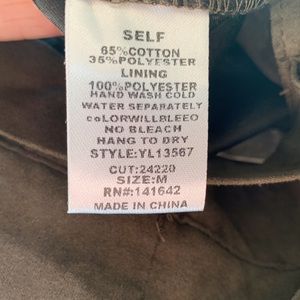 SELF
65%COTTON
35%POLYESTER
LINING
100%POLYESTER
HAND WASH COLD
WATER SEPARATELY
coLORWILLBLEEO
NO BLEACH
HANG TO DRY
STYLE:YL13567
CUT:24220
SIZE:M
RN#:141642
MADE IN CHINA